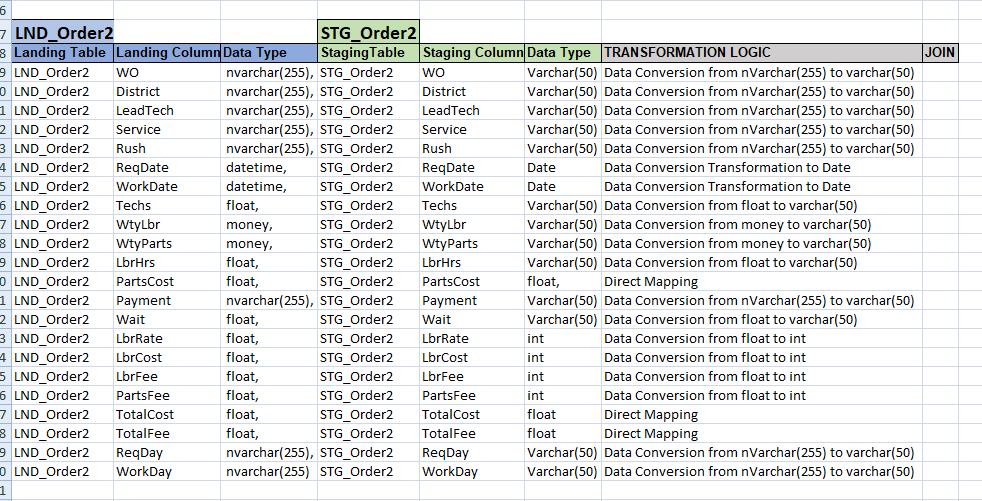 6
7 LND_Order2 STG_Order2
8 Landing Table Landing Column Data Type StagingTable Staging Column Data Type TRANSFORMATION LOGIC JOIN
9 LND_Order2 WO nvarchar(255), STG_Order2 WO Varchar(50) Data Conversion from nVarchar(255) to varchar(50)
0 LND_Order2 District nvarchar(255), STG_Order2 District Varchar(50) Data Conversion from nVarchar(255) to varchar(50)
1 LND_Order2 LeadTech nvarchar(255), STG_Order2 LeadTech Varchar(50) Data Conversion from nVarchar(255) to varchar(50)
2 LND_Order2 Service nvarchar(255), STG_Order2 Service Varchar(50) Data Conversion from nVarchar(255) to varchar(50)
3 LND_Order2 Rush nvarchar(255), STG_Order2 Rush Varchar(50) Data Conversion from nVarchar(255) to varchar(50)
4 LND_Order2 ReqDate datetime, STG_Order2 ReqDate Date Data Conversion Transformation to Date
5 LND_Order2 WorkDate datetime, STG_Order2 WorkDate Date Data Conversion Transformation to Date
6 LND_Order2 Techs float, STG_Order2 Techs Varchar(50) Data Conversion from float to varchar(50)
7 LND_Order2 WtyLbr money, STG_Order2 WtyLbr Varchar(50) Data Conversion from money to varchar(50)
8 LND_Order2 WtyParts money, STG_Order2 WtyParts Varchar(50) Data Conversion from money to varchar(50)
9 LND_Order2 LbrHrs float, STG_Order2 LbrHrs Varchar(50) Data Conversion from float to varchar(50)
0 LND_Order2 PartsCost float, STG_Order2 PartsCost float, Direct Mapping
1 LND_Order2 Payment nvarchar(255), STG_Order2 Payment Varchar(50) Data Conversion from nVarchar(255) to varchar(50)
2 LND_Order2 Wait float, STG_Order2 Wait Varchar(50) Data Conversion from float to varchar(50)
3 LND_Order2 LbrRate float, STG_Order2 LbrRate int Data Conversion from float to int
4 LND_Order2 LbrCost float, STG_Order2 LbrCost int Data Conversion from float to int
5 LND_Order2 LbrFee float, STG_Order2 LbrFee int Data Conversion from float to int
6 LND_Order2 PartsFee float, STG_Order2 PartsFee int Data Conversion from float to int
7 LND_Order2 TotalCost float, STG_Order2 TotalCost float Direct Mapping
8 LND_Order2 TotalFee float, STG_Order2 TotalFee float Direct Mapping
9 LND_Order2 ReqDay nvarchar(255), STG_Order2 ReqDay Varchar(50) Data Conversion from nVarchar(255) to varchar(50)
0 LND_Order2 WorkDay nvarchar(255) STG_Order2 WorkDay Varchar(50) Data Conversion from nVarchar(255) to varchar(50)
1